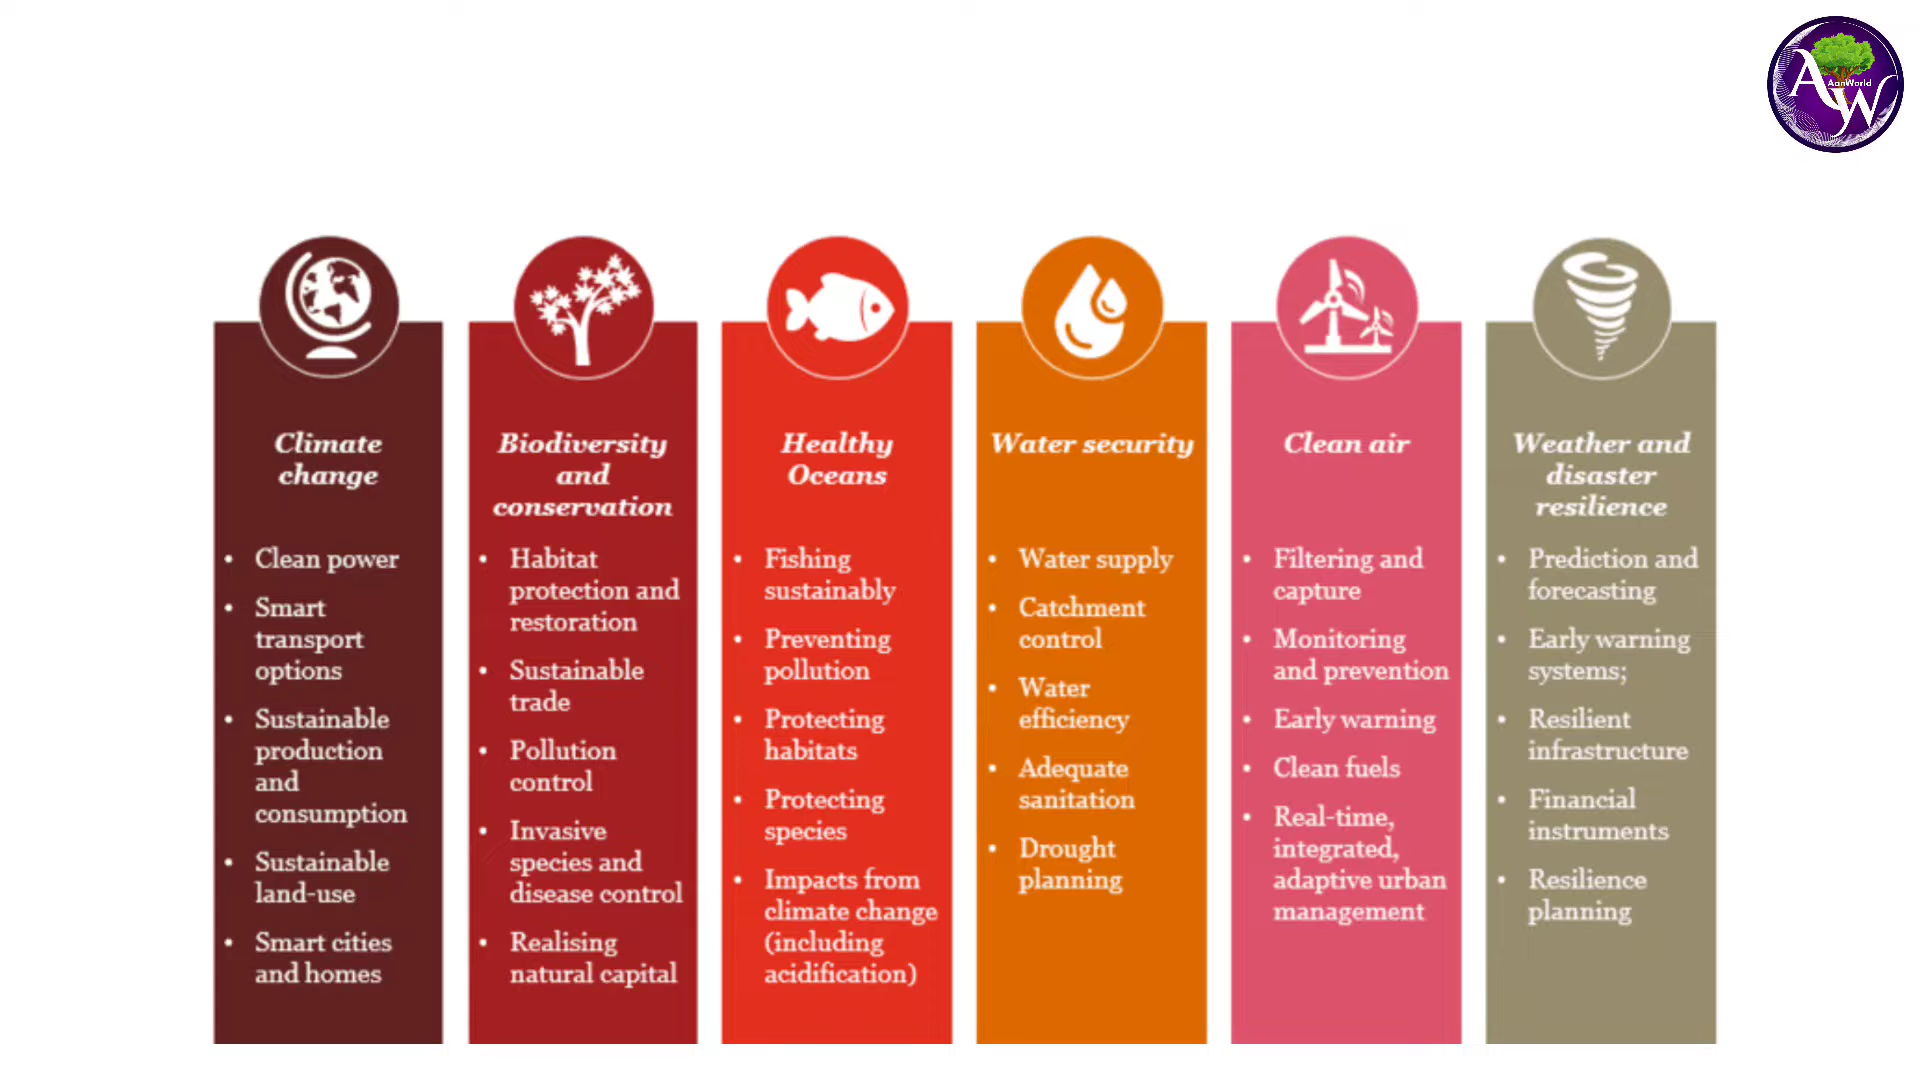 A
AanWorld
W
Climate
change
• Clean power
• Smart
transport
options
• Sustainable
production
and
consumption
• Sustainable
land-use
• Smart cities
and homes
Biodiversity
and
conservation
• Habitat
protection and
restoration
• Sustainable
trade
• Pollution
control
• Invasive
species and
disease control
• Realising
natural capital
Healthy
Oceans
• Fishing
sustainably
• Preventing
pollution
• Protecting
habitats
• Protecting
species
• Impacts from
climate change
(including
acidification)
Water security
• Water supply
• Catchment
control
• Water
efficiency
• Adequate
sanitation
• Drought
planning
Clean air
• Filtering and
capture
• Monitoring
and prevention
• Early warning
• Clean fuels
• Real-time,
integrated,
adaptive urban
management
Weather and
disaster
resilience
• Prediction and
forecasting
• Early warning
systems;
• Resilient
infrastructure
• Financial
instruments
• Resilience
planning